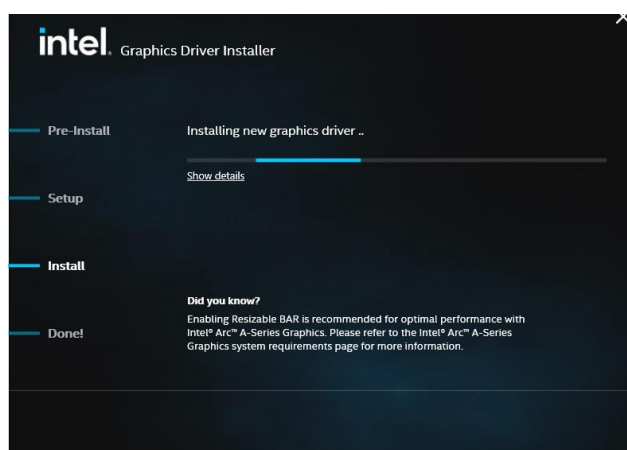 intel. Graphics Driver Installer
Pre-Install
Installing new graphics driver ..
Show details
Setup
Install
Did you know?
Enabling Resizable BAR is recommended for optimal performance with
Intel® Arc™ A-Series Graphics. Please refer to the Intel® Arc™ A-Series
Graphics system requirements page for more information.
Done!